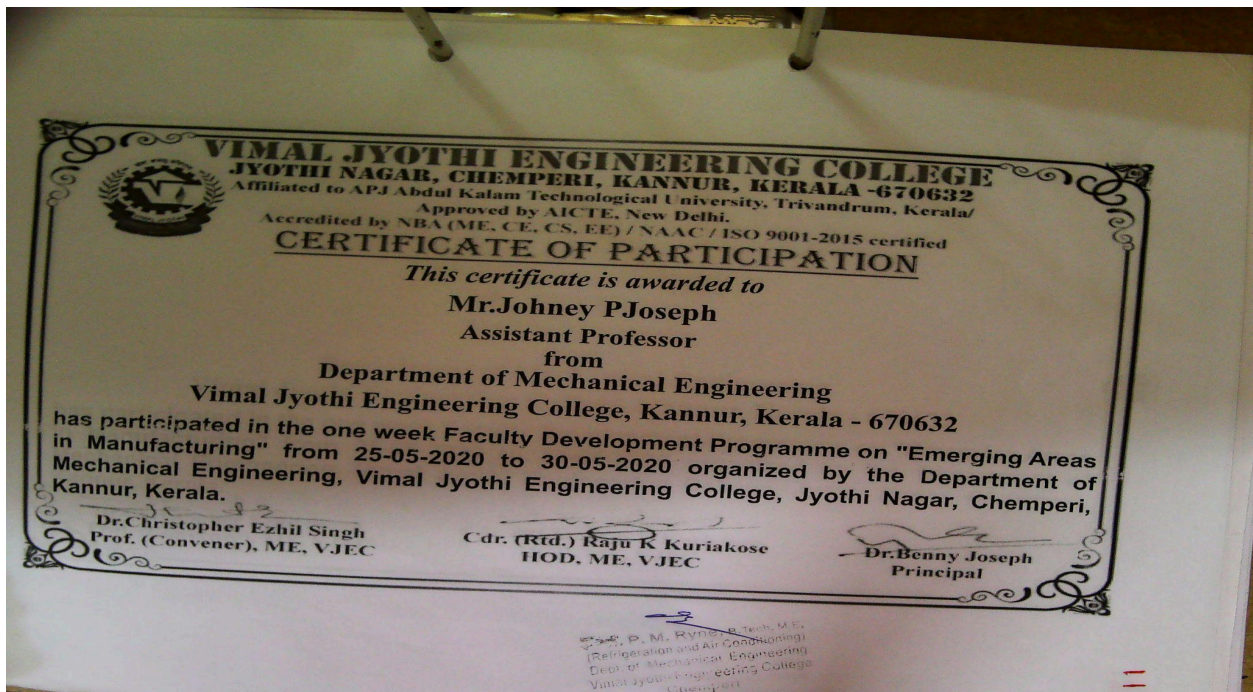 VIMAL JYOTHI ENGINEERING COLLEGE
JYOTHI NAGAR, CHEMPERI, KANNUR, KERALA -670632
Affiliated to APJ Abdul Kalam Technological University, Trivandrum, Kerala/
Approved by AICTE, New Delhi.
Accredited by NBA (ME, CE, CS, EE) / NAAC / ISO 9001-2015 certified
CERTIFICATE OF PARTICIPATION
This certificate is awarded to
Mr.Johney PJoseph
Assistant Professor
from
Department of Mechanical Engineering
Vimal Jyothi Engineering College, Kannur, Kerala - 670632
has participated in the one week Faculty Development Programme on "Emerging Areas
in Manufacturing" from 25-05-2020 to 30-05-2020 organized by the Department of
Mechanical Engineering, Vimal Jyothi Engineering College, Jyothi Nagar, Chemperi,
Kannur, Kerala.
Dr.Christopher Ezhil Singh
Prof. (Convener), ME, VJEC
Cdr. (Rtd.) Raju K Kuriakose
HOD, ME, VJEC
Dr.Benny Joseph
Principal
P. M. Ryne, B.Tech, M.E,
(Refrigeration and Air Conditioning)
Dept. of Mechanical Engineering
Vimal Jyothi Engineering College
Chemperi